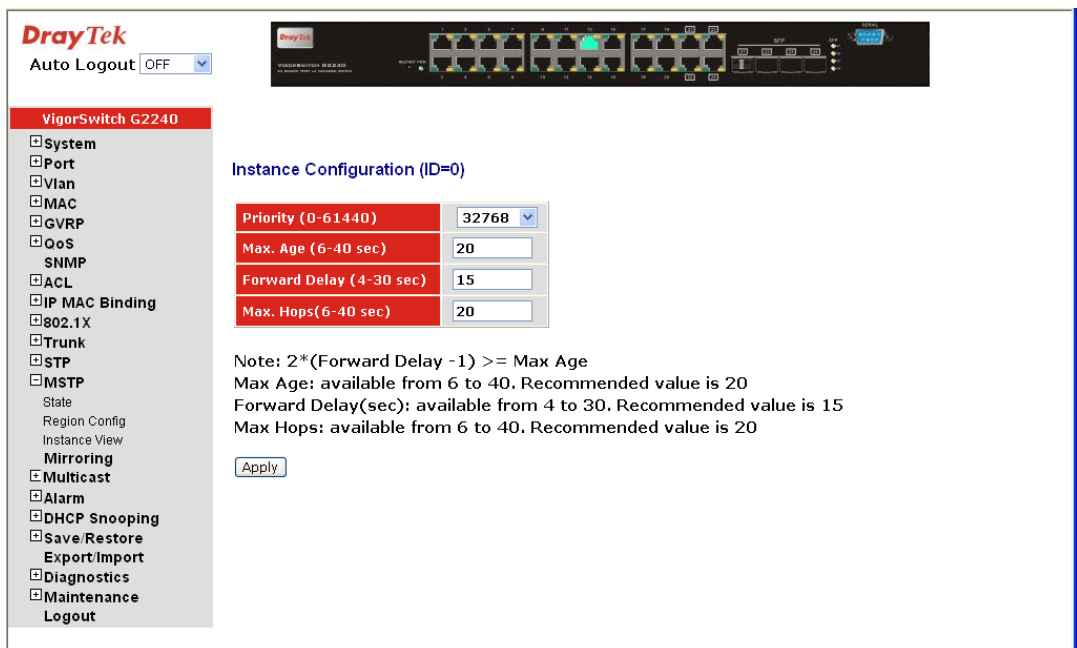 DrayTek
Auto Logout OFF
DrayTek
VIGORSWITCH G2240
SFP
SERIAL
VigorSwitch G2240
System
Port
Vlan
MAC
GVRP
QoS
SNMP
ACL
IP MAC Binding
802.1X
Trunk
STP
MSTP
State
Region Config
Instance View
Mirroring
Multicast
Alarm
DHCP Snooping
Save/Restore
Export/Import
Diagnostics
Maintenance
Logout
Instance Configuration (ID=0)
Priority (0-61440) 32768
Max. Age (6-40 sec) 20
Forward Delay (4-30 sec) 15
Max. Hops(6-40 sec) 20
Note: 2*(Forward Delay -1) >= Max Age
Max Age: available from 6 to 40. Recommended value is 20
Forward Delay(sec): available from 4 to 30. Recommended value is 15
Max Hops: available from 6 to 40. Recommended value is 20
Apply